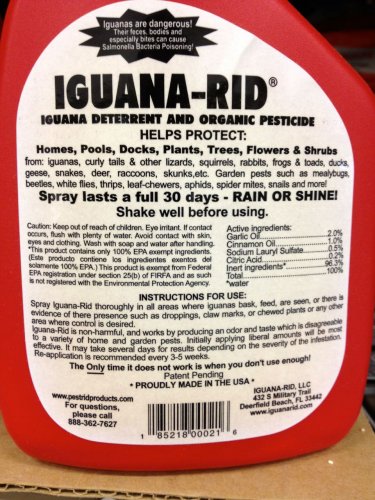 Iguanas are dangerous!
Their feces, bodies and
especially bites can cause
Salmonella Bacteria Poisoning!
IGUANA-RID®
IGUANA DETERRENT AND ORGANIC PESTICIDE
HELPS PROTECT:
Homes, Pools, Docks, Plants, Trees, Flowers & Shrubs
from: iguanas, curly tails & other lizards, squirrels, rabbits, frogs & toads, ducks,
geese, snakes, deer, raccoons, skunks,etc. Garden pests such as mealybugs,
beetles, white flies, thrips, leaf-chewers, aphids, spider mites, snails and more!
Spray lasts a full 30 days - RAIN OR SHINE!
Shake well before using.
Caution: Keep out of reach of children. Eye irritant. If contact
occurs, flush with plenty of water. Avoid contact with skin,
eyes and clothing. Wash with soap and water after handling.
*This product contains only 100% EPA exempt ingredients.
(Este producto contiene los ingredientes exentos del
solamente 100% EPA.) This product is exempt from Federal
EPA registration under section 25(b) of FIRFA and as such
is not registered with the Environmental Protection Agency.
Active ingredients:
Garlic Oil 2.0%
Cinnamon Oil 1.0%
Sodium Lauryl Sulfate 0.5%
Citric Acid 0.2%
Inert ingredients* 96.3%
Total 100%
*water
INSTRUCTIONS FOR USE:
Spray Iguana-Rid thoroughly in all areas where iguanas bask, feed, are seen, or there is
evidence of there presence such as droppings, claw marks, or chewed plants or any other
area where control is desired.
Iguana-Rid is non-harmful, and works by producing an odor and taste which is disagreeable
to a variety of home and garden pests. Initially applying liberal amounts will be most
effective. It may take several days for results depending on the severity of the infestation.
Re-application is recommended every 3-5 weeks.
The Only time it does not work is when you don't use enough!
Patent Pending
* PROUDLY MADE IN THE USA *
www.pestridproducts.com
For questions,
please call
888-362-7627
1 85218 00021 6
IGUANA-RID, LLC
432 S Military Trail
Deerfield Beach, FL 33442
www.iguanarid.com